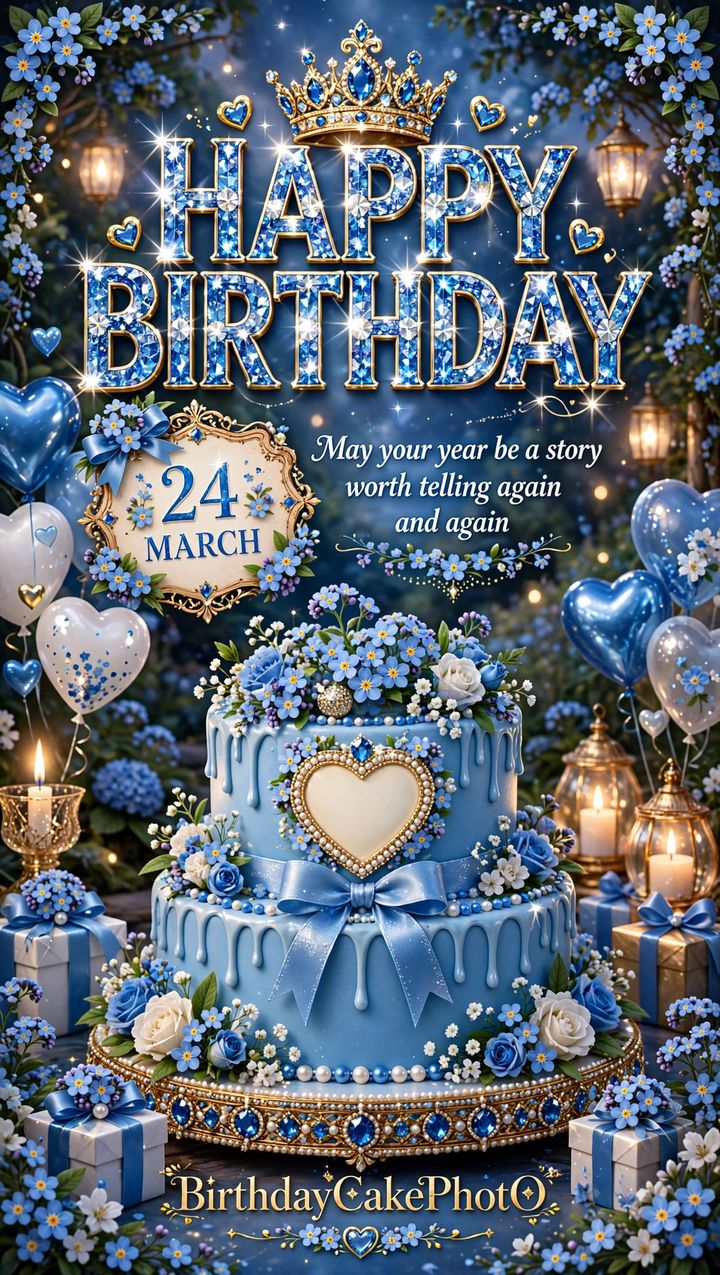 HAPPY
BIRTHDAY
24
MARCH
May your year be a story
worth telling again
and again
BirthdayCakePhotO